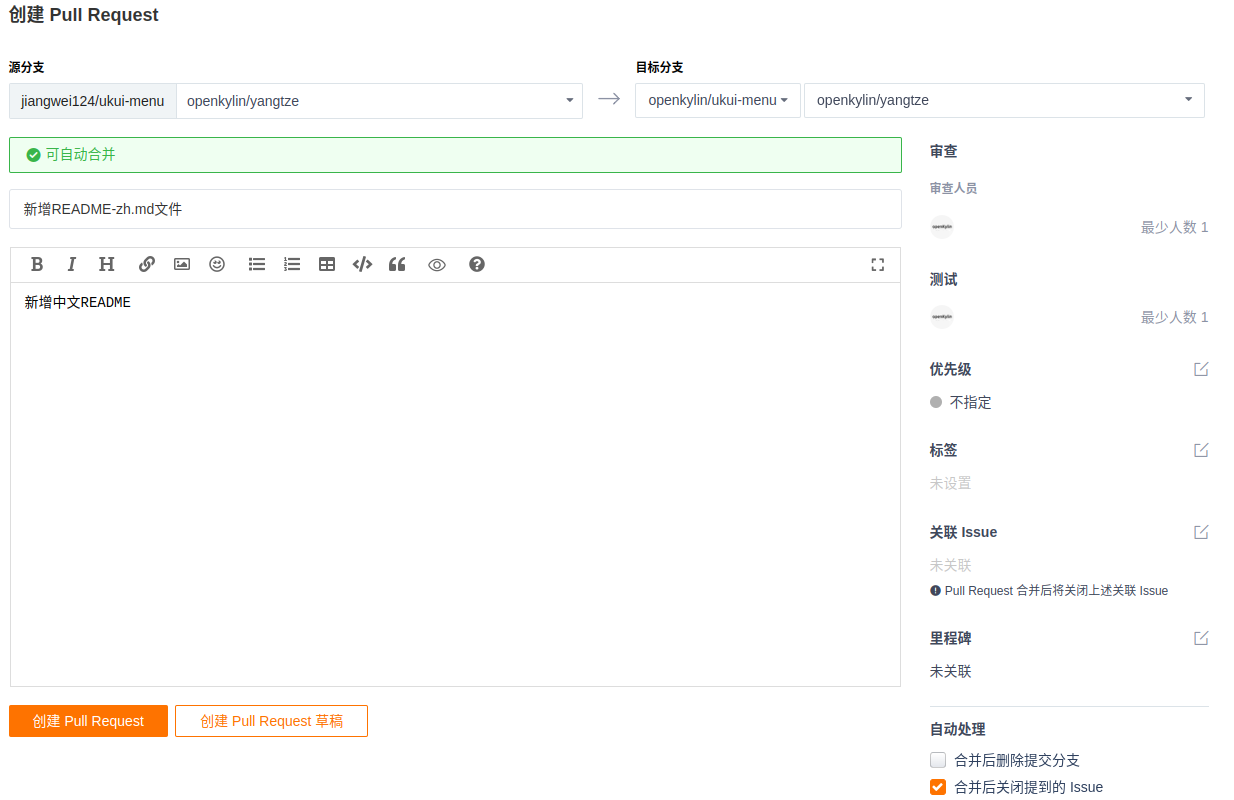 创建 Pull Request
源分支
目标分支
jiangwei124/ukui-menu
openkylin/yangtze
openkylin/ukui-menu
openkylin/yangtze
可自动合并
新增README-zh.md文件
新增中文README
创建 Pull Request
创建 Pull Request 草稿
审查
审查人员
openkylin
最少人数 1
测试
openkylin
最少人数 1
优先级
不指定
标签
未设置
关联 Issue
未关联
Pull Request 合并后将关闭上述关联 Issue
里程碑
未关联
自动处理
合并后删除提交分支
合并后关闭提到的 Issue